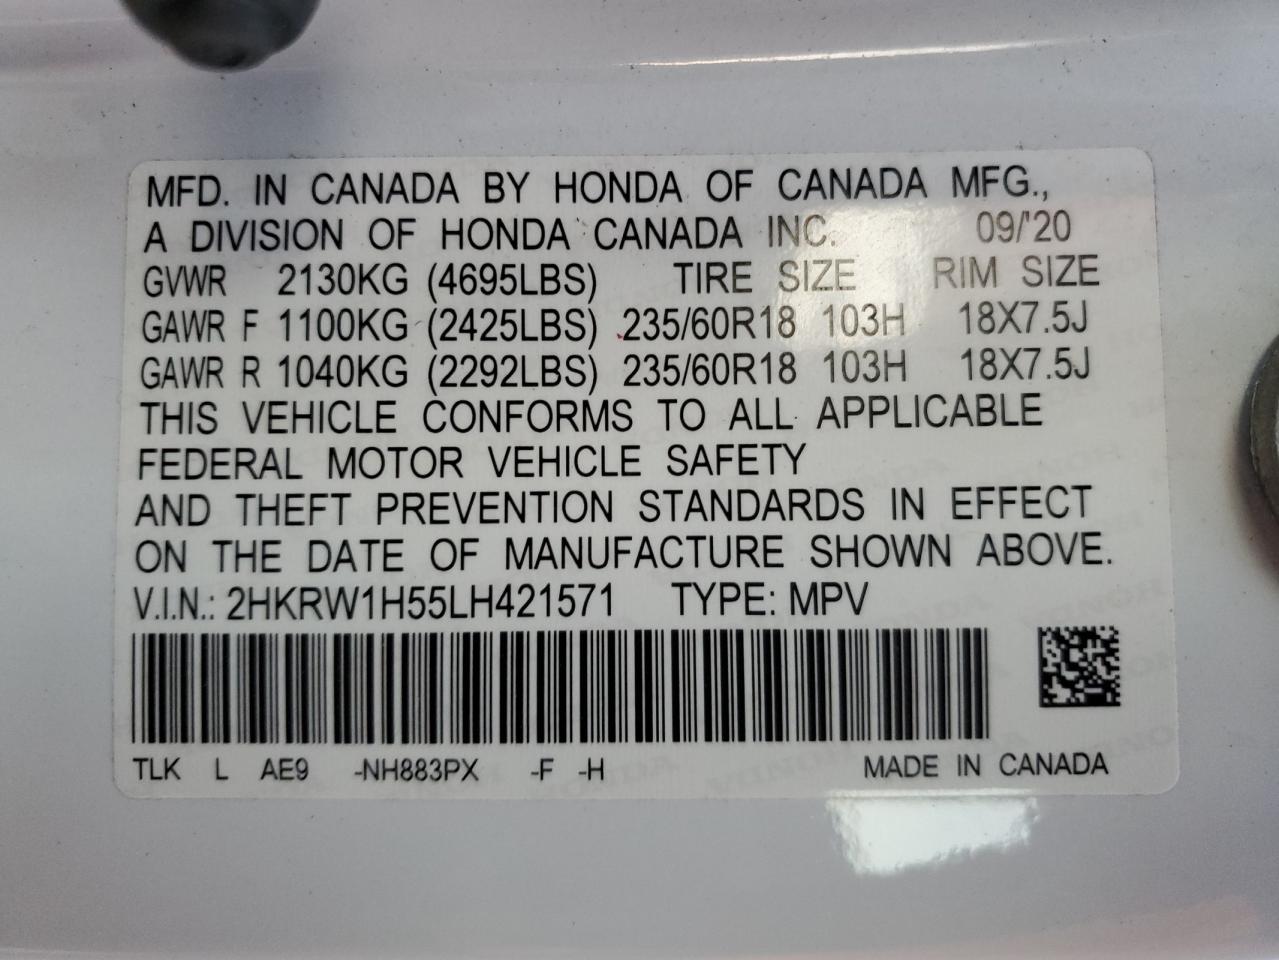 MFD. IN CANADA BY HONDA OF CANADA MFG.,
A DIVISION OF HONDA CANADA INC. 09/'20
GVWR 2130KG (4695LBS) TIRE SIZE RIM SIZE
GAWR F 1100KG (2425LBS) 235/60R18 103H 18X7.5J
GAWR R 1040KG (2292LBS) 235/60R18 103H 18X7.5J
THIS VEHICLE CONFORMS TO ALL APPLICABLE
FEDERAL MOTOR VEHICLE SAFETY
AND THEFT PREVENTION STANDARDS IN EFFECT
ON THE DATE OF MANUFACTURE SHOWN ABOVE.
V.I.N.: 2HKRW1H55LH421571 TYPE: MPV
TLK L AE9 -NH883PX -F -H MADE IN CANADA